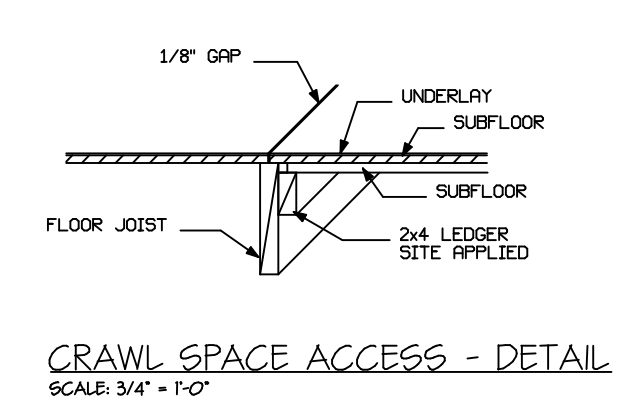 1/8" GAP
UNDERLAY
SUBFLOOR
SUBFLOOR
FLOOR JOIST
2x4 LEDGER
SITE APPLIED
CRAWL SPACE ACCESS - DETAIL
SCALE: 3/4" = 1'-0"